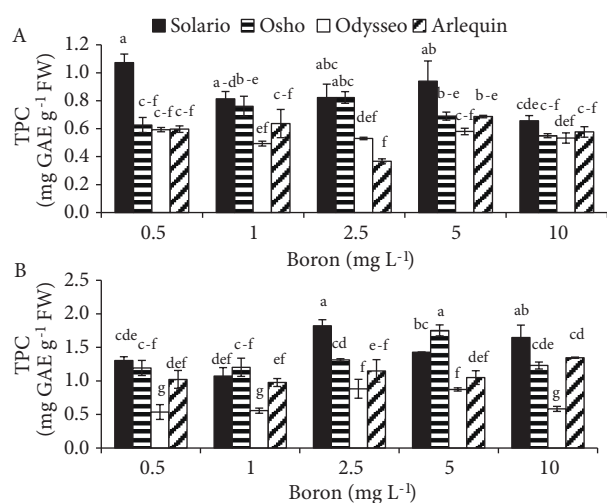 Solario Osho Odysseo Arlequin
A
TPC
(mg GAE g-1 FW)
1.2
1.0
0.8
0.6
0.4
0.2
0.0
a c-f c-f c-f
a-d b-e ef c-f
abc abc def f
ab b-e c-f b-e
cde c-f def c-f
0.5 1 2.5 5 10
Boron (mg L-1)
B
TPC
(mg GAE g-1 FW)
2.5
2.0
1.5
1.0
0.5
0.0
cde c-f g def
def c-f g ef
a cd f e-f
bc a f def
ab cde g cd
0.5 1 2.5 5 10
Boron (mg L-1)